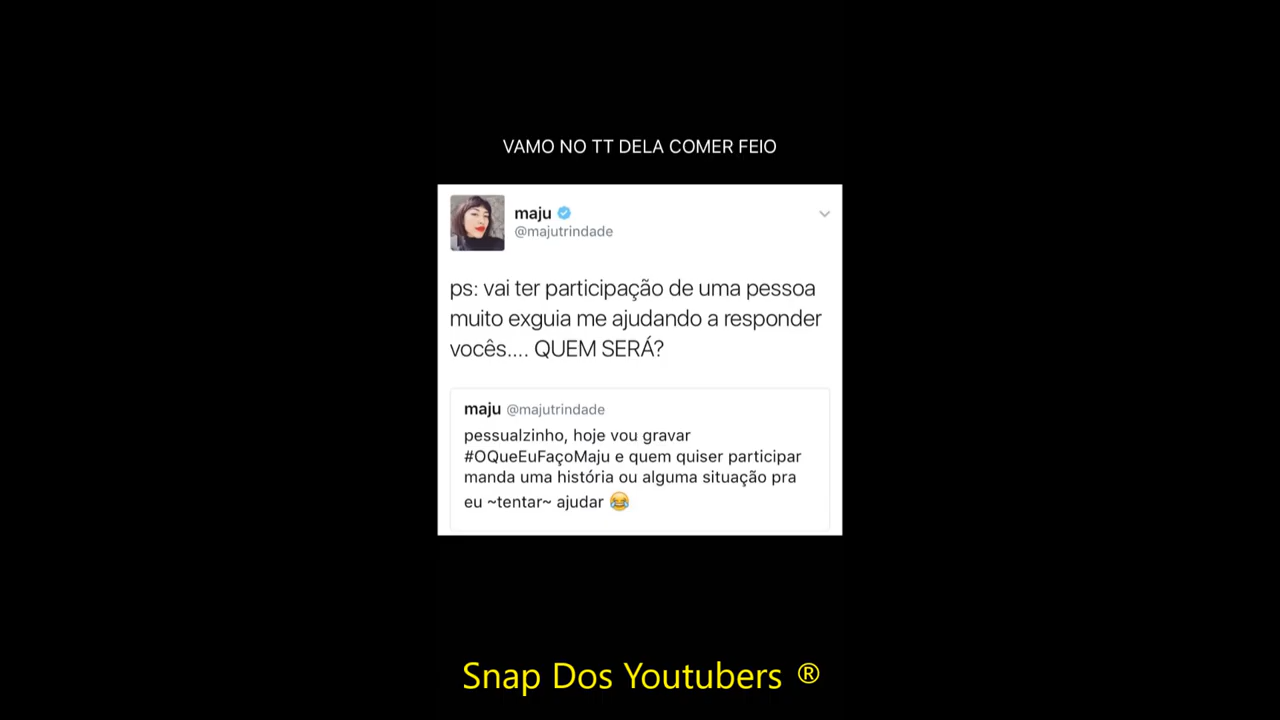 VAMO NO TT DELA COMER FEIO
maju
@majutrindade
ps: vai ter participação de uma pessoa
muito exguia me ajudando a responder
vocês.... QUEM SERÁ?
maju @majutrindade
pessualzinho, hoje vou gravar
#OQueEuFaçoMaju e quem quiser participar
manda uma história ou alguma situação pra
eu ~tentar~ ajudar 😂
Snap Dos Youtubers ®